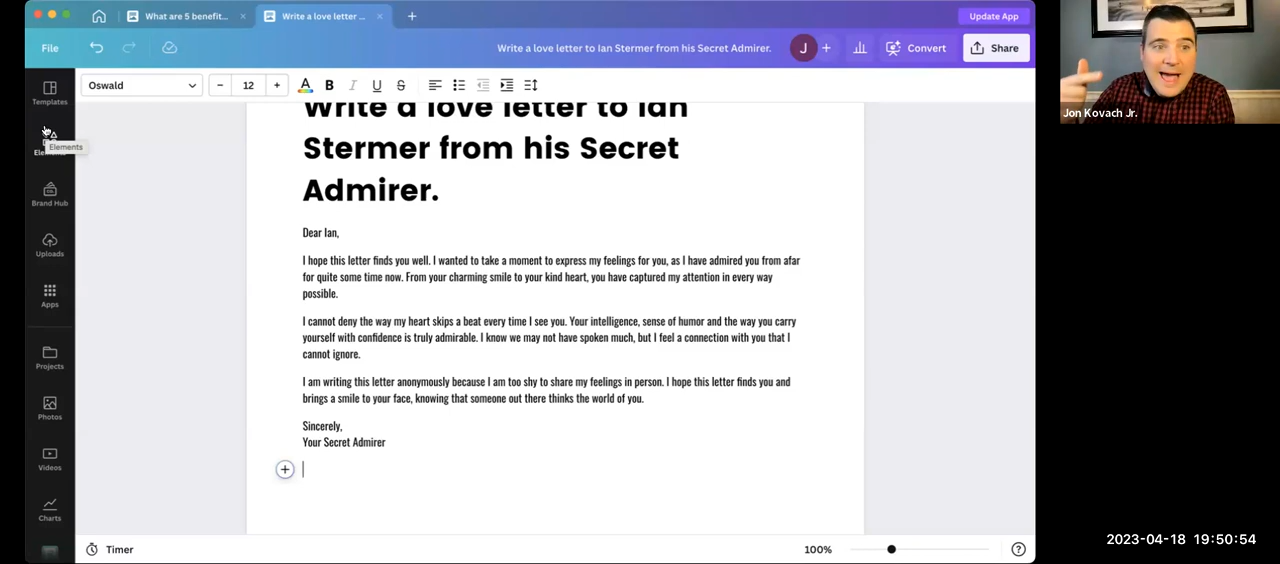 What are 5 benefit...
Write a love letter ...
Update App
File
Write a love letter to Ian Stermer from his Secret Admirer.
J
Convert
Share
Oswald
12
A
B
I
U
S
Templates
Elements
Brand Hub
Uploads
Apps
Projects
Photos
Videos
Charts
Write a love letter to Ian
Stermer from his Secret
Admirer.
Dear Ian,
I hope this letter finds you well. I wanted to take a moment to express my feelings for you, as I have admired you from afar
for quite some time now. From your charming smile to your kind heart, you have captured my attention in every way
possible.
I cannot deny the way my heart skips a beat every time I see you. Your intelligence, sense of humor and the way you carry
yourself with confidence is truly admirable. I know we may not have spoken much, but I feel a connection with you that I
cannot ignore.
I am writing this letter anonymously because I am too shy to share my feelings in person. I hope this letter finds you and
brings a smile to your face, knowing that someone out there thinks the world of you.
Sincerely,
Your Secret Admirer
Timer
100%
Jon Kovach Jr.
2023-04-18 19:50:54